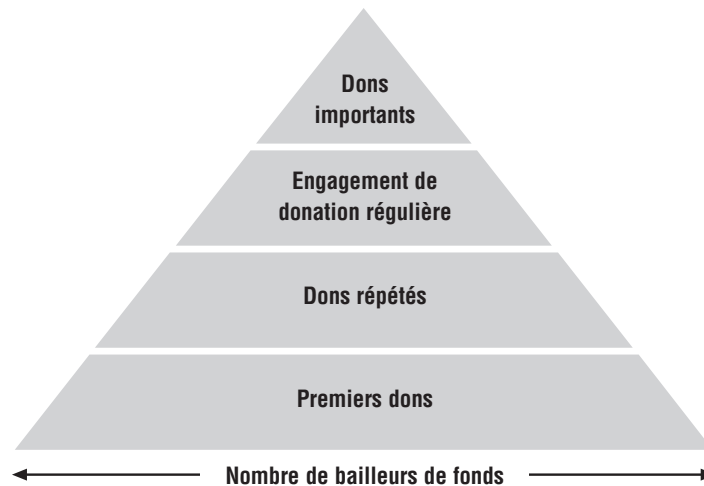 Dons
importants
Engagement de
donation régulière
Dons répétés
Premiers dons
Nombre de bailleurs de fonds